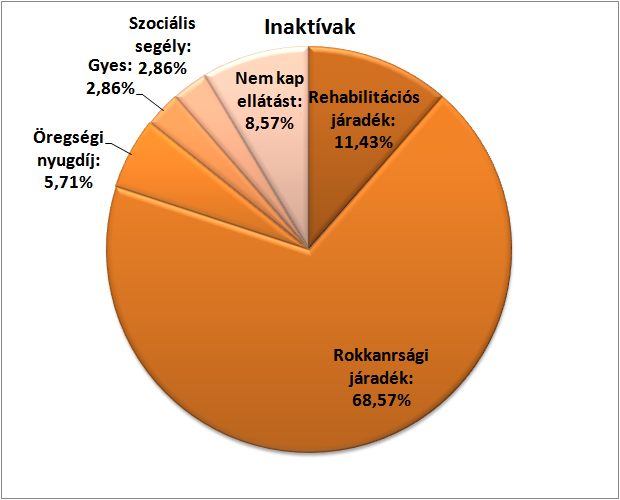 Inaktívak
Szociális
segély:
2,86%
Gyes:
2,86%
Öregségi
nyugdíj:
5,71%
Nem kap
ellátást:
8,57%
Rehabilitációs
járadék:
11,43%
Rokkanrsági
járadék:
68,57%